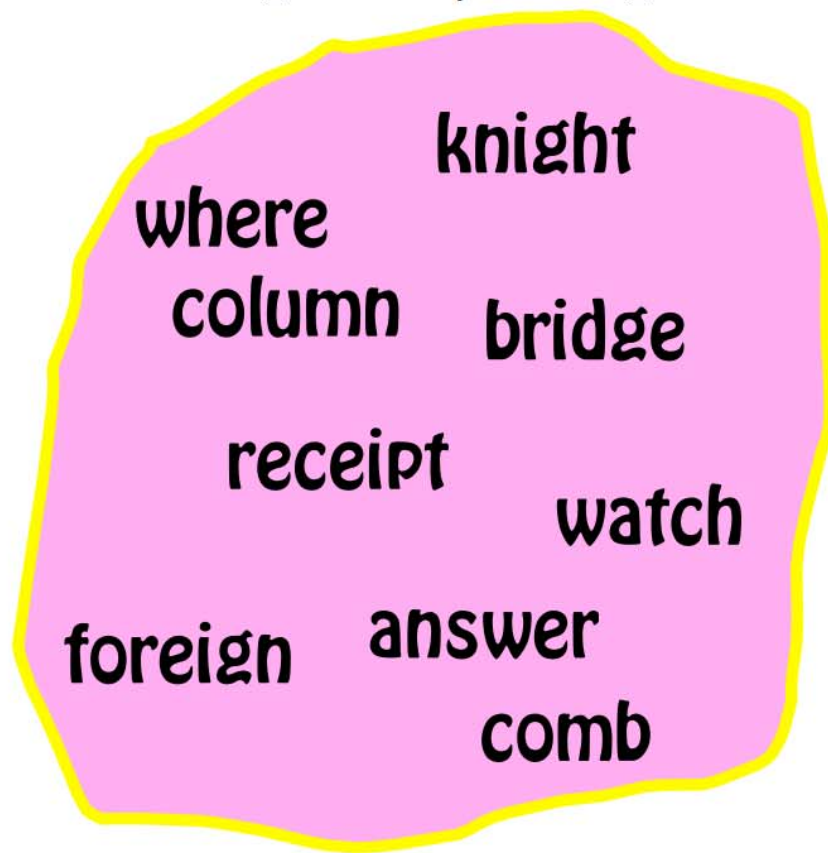 knight
where
column
bridge
receipt
watch
answer
foreign
comb